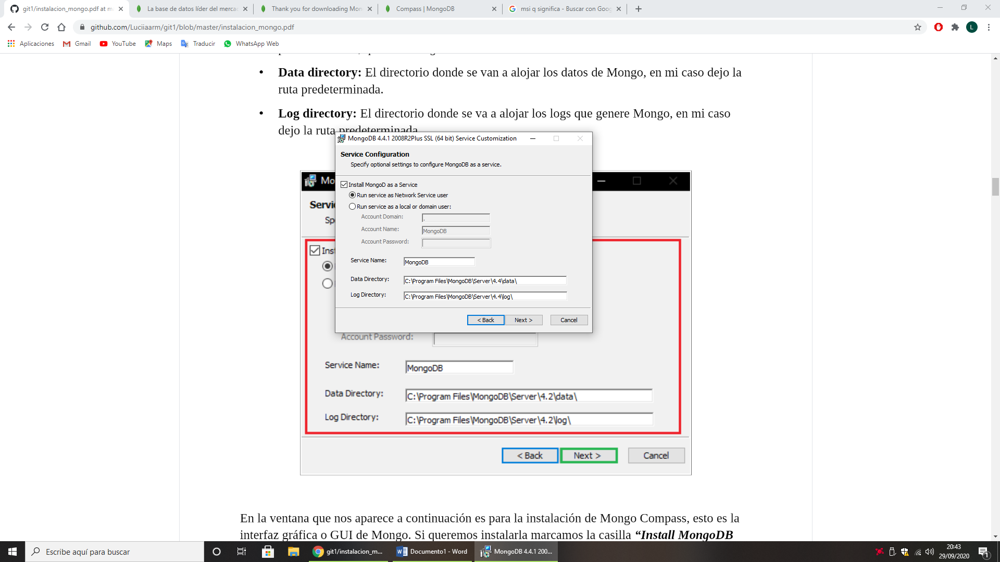 git1/instalacion_mongo.pdf at m
La base de datos líder del merca
Thank you for downloading Mon
Compass | MongoDB
msi q significa - Buscar con Goog
github.com/Luciiaarm/git1/blob/master/instalacion_mongo.pdf
L
Aplicaciones
Gmail
YouTube
Maps
Traducir
WhatsApp Web
• Data directory: El directorio donde se van a alojar los datos de Mongo, en mi caso dejo la
ruta predeterminada.
• Log directory: El directorio donde se va a alojar los logs que genere Mongo, en mi caso
dejo la ruta predeterminada.
MongoDB 4.4.1 2008R2Plus SSL (64 bit) Service Customization
Service Configuration
Specify optional settings to configure MongoDB as a service.
Install MongoD as a Service
Run service as Network Service user
Run service as a local or domain user:
Account Domain: .
Account Name: MongoDB
Account Password:
Service Name: MongoDB
Data Directory: C:\Program Files\MongoDB\Server\4.4\data\
Log Directory: C:\Program Files\MongoDB\Server\4.4\log\
< Back
Next >
Cancel
Mo
Servi
Sp
Inst
Account Password:
Service Name: MongoDB
Data Directory: C:\Program Files\MongoDB\Server\4.2\data\
Log Directory: C:\Program Files\MongoDB\Server\4.2\log\
< Back
Next >
Cancel
En la ventana que nos aparece a continuación es para la instalación de Mongo Compass, esto es la
interfaz gráfica o GUI de Mongo. Si queremos instalarla marcamos la casilla “Install MongoDB
Escribe aquí para buscar
git1/instalacion_m...
Documento1 - Word
MongoDB 4.4.1 200...
20:43
29/09/2020
1